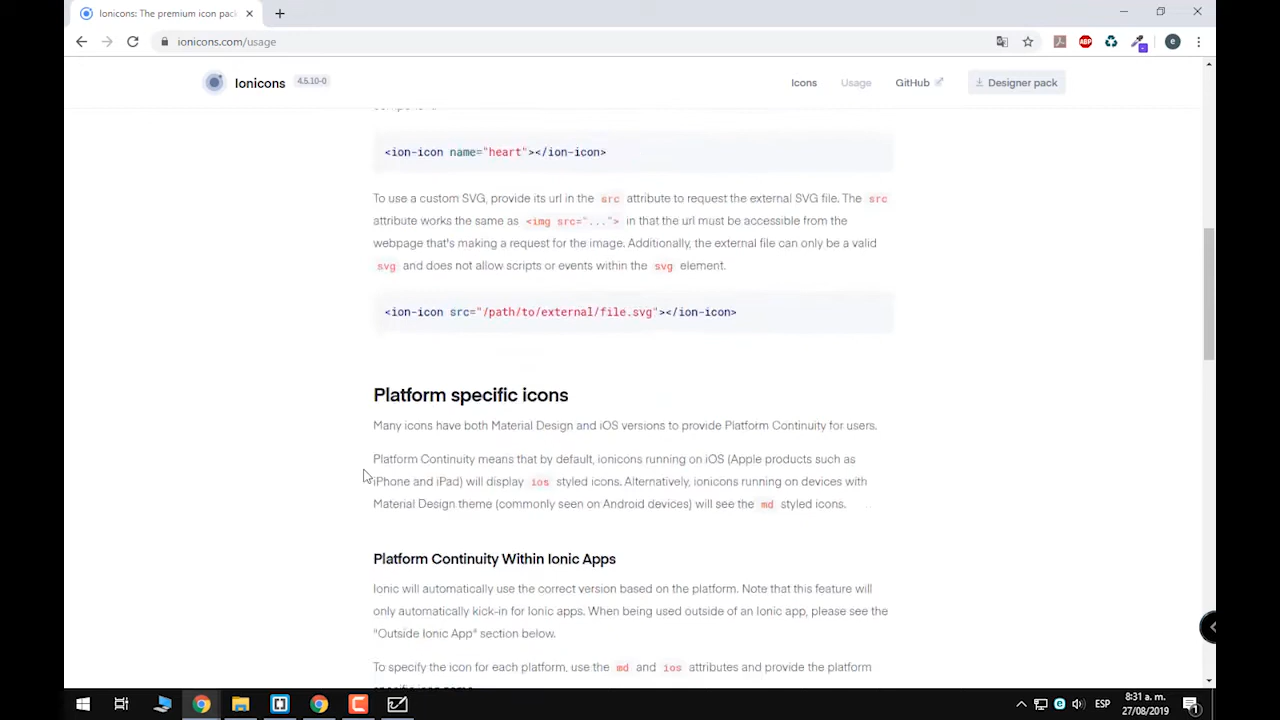 Ionicons: The premium icon pac
ionicons.com/usage
ABP
e
Ionicons 4.5.10-0 Icons Usage GitHub Designer pack
<ion-icon name="heart"></ion-icon>
To use a custom SVG, provide its url in the src attribute to request the external SVG file. The src
attribute works the same as <img src="..."> in that the url must be accessible from the
webpage that's making a request for the image. Additionally, the external file can only be a valid
svg and does not allow scripts or events within the svg element.
<ion-icon src="/path/to/external/file.svg"></ion-icon>
Platform specific icons
Many icons have both Material Design and iOS versions to provide Platform Continuity for users.
Platform Continuity means that by default, ionicons running on iOS (Apple products such as
iPhone and iPad) will display ios styled icons. Alternatively, ionicons running on devices with
Material Design theme (commonly seen on Android devices) will see the md styled icons.
Platform Continuity Within Ionic Apps
Ionic will automatically use the correct version based on the platform. Note that this feature will
only automatically kick-in for Ionic apps. When being used outside of an Ionic app, please see the
"Outside Ionic App" section below.
To specify the icon for each platform, use the md and ios attributes and provide the platform
ESP
8:31 a. m.
27/08/2019
1